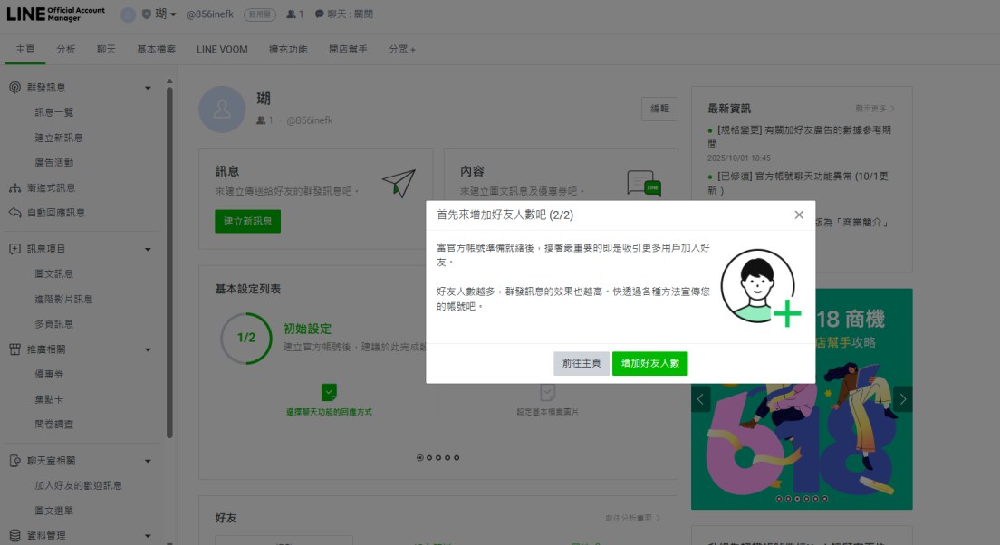 LINE Official Account Manager
瑚 @856inefk 費用層 1 聊天 : 關閉
主頁 分析 聊天 基本檔案 LINE VOOM 擴充功能 開店幫手 分眾+
群發訊息
訊息一覽
建立新訊息
廣告活動
漸進式訊息
自動回應訊息
訊息項目
圖文訊息
進階影片訊息
多頁訊息
推廣相關
優惠券
集點卡
問卷調查
聊天室相關
加入好友的歡迎訊息
圖文選單
資料管理
瑚
1 · @856inefk
編輯
訊息
來建立傳送給好友的群發訊息吧。
建立新訊息
內容
來建立圖文訊息及優惠券吧。
LINE
基本設定列表
1/2
初始設定
建立官方帳號後，建議於此完成
選擇聊天功能的回應方式
設定基本檔案圖片
好友
前往分析畫面
首先來增加好友人數吧 (2/2)
當官方帳號準備就緒後，接著最重要的即是吸引更多用戶加入好
友。
好友人數越多，群發訊息的效果也越高。快透過各種方法宣傳您
的帳號吧。
前往主頁
增加好友人數
最新資訊
顯示更多
[規格變更] 有關加好友廣告的數據參考期
間
2025/10/01 18:45
[已修復] 官方帳號聊天功能異常 (10/1更
新 )
版為「商業簡介」
18 商機
店幫手攻略
618